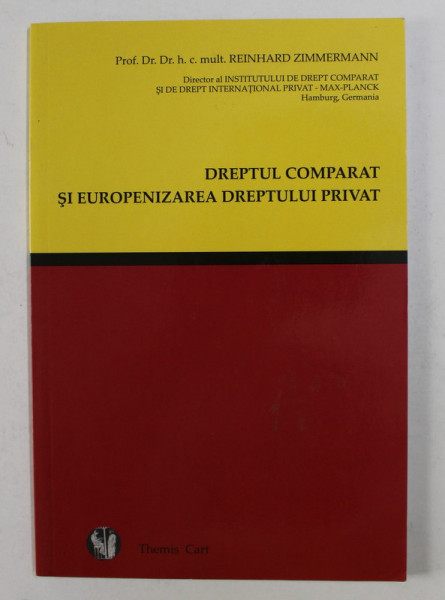 Prof. Dr. Dr. h. c. mult. REINHARD ZIMMERMANN
Director al INSTITUTULUI DE DREPT COMPARAT
ŞI DE DREPT INTERNAŢIONAL PRIVAT - MAX-PLANCK
Hamburg, Germania
DREPTUL COMPARAT
ŞI EUROPENIZAREA DREPTULUI PRIVAT
Themis Cart